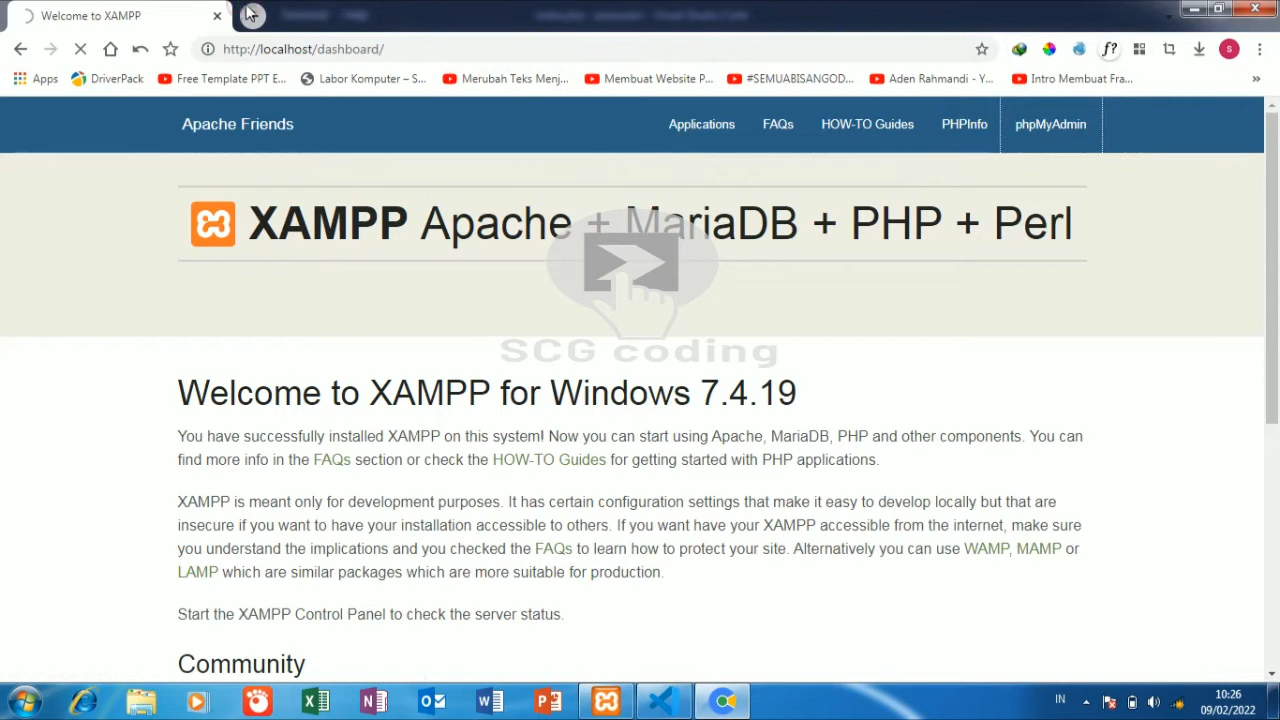 Welcome to XAMPP
http://localhost/dashboard/
f?
S
Apps
DriverPack
Free Template PPT E...
Labor Komputer – S...
Merubah Teks Menj...
Membuat Website P...
#SEMUABISANGOD...
Aden Rahmandi - Y...
Intro Membuat Fra...
»
Apache Friends
Applications
FAQs
HOW-TO Guides
PHPInfo
phpMyAdmin
XAMPP Apache + MariaDB + PHP + Perl
SCG coding
Welcome to XAMPP for Windows 7.4.19
You have successfully installed XAMPP on this system! Now you can start using Apache, MariaDB, PHP and other components. You can
find more info in the FAQs section or check the HOW-TO Guides for getting started with PHP applications.
XAMPP is meant only for development purposes. It has certain configuration settings that make it easy to develop locally but that are
insecure if you want to have your installation accessible to others. If you want have your XAMPP accessible from the internet, make sure
you understand the implications and you checked the FAQs to learn how to protect your site. Alternatively you can use WAMP, MAMP or
LAMP which are similar packages which are more suitable for production.
Start the XAMPP Control Panel to check the server status.
Community
IN
10:26
09/02/2022